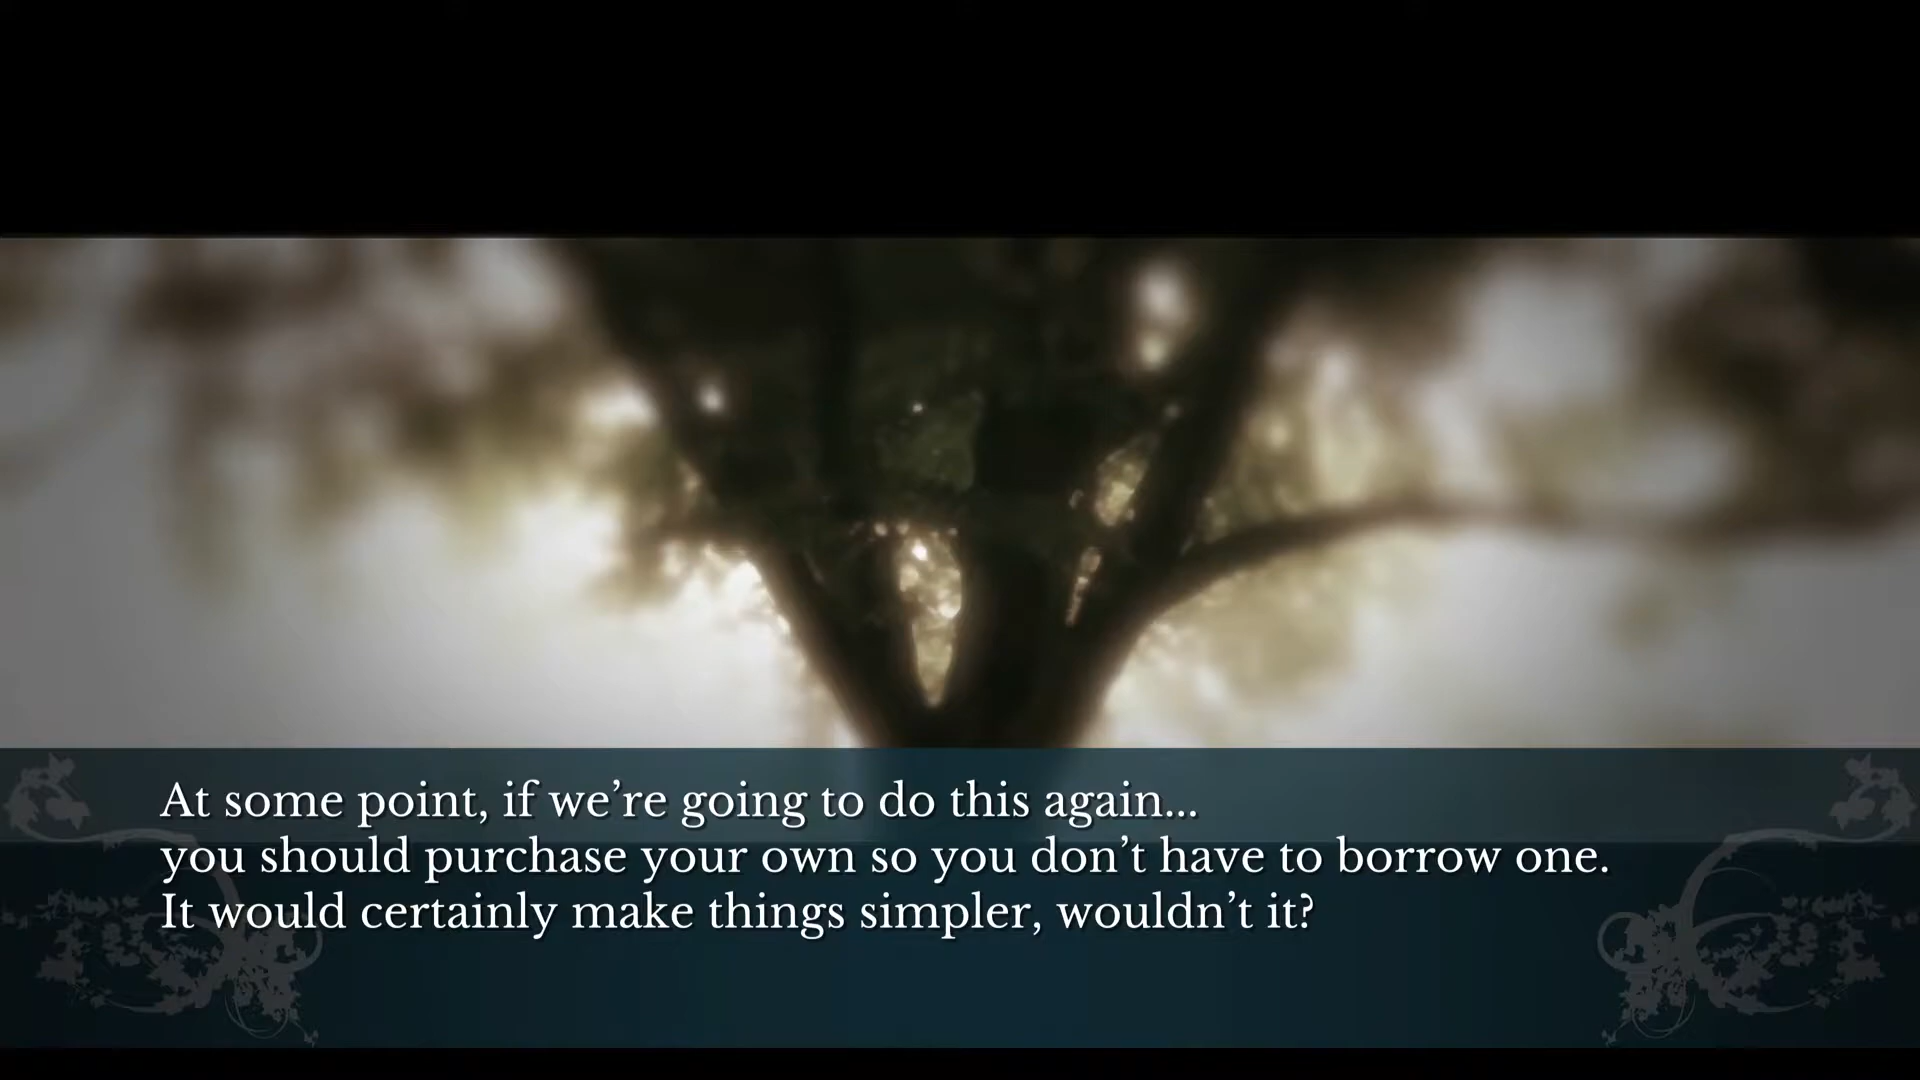 At some point, if we’re going to do this again...
you should purchase your own so you don’t have to borrow one.
It would certainly make things simpler, wouldn’t it?